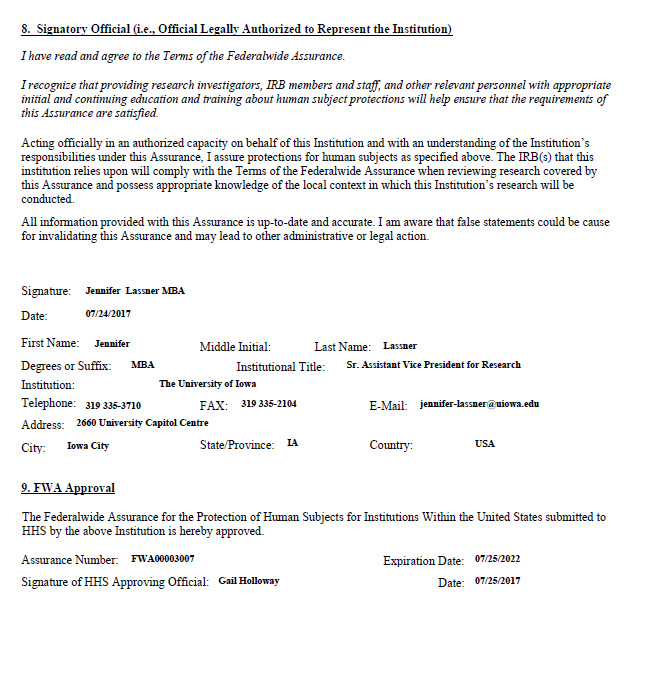 8. Signatory Official (i.e., Official Legally Authorized to Represent the Institution)
I have read and agree to the Terms of the Federalwide Assurance.
I recognize that providing research investigators, IRB members and staff, and other relevant personnel with appropriate
initial and continuing education and training about human subject protections will help ensure that the requirements of
this Assurance are satisfied.
Acting officially in an authorized capacity on behalf of this Institution and with an understanding of the Institution's
responsibilities under this Assurance, I assure protections for human subjects as specified above. The IRB(s) that this
institution relies upon will comply with the Terms of the Federalwide Assurance when reviewing research covered by
this Assurance and possess appropriate knowledge of the local context in which this Institution's research will be
conducted.
All information provided with this Assurance is up-to-date and accurate. I am aware that false statements could be cause
for invalidating this Assurance and may lead to other administrative or legal action.
Signature: Jennifer Lassner MBA
Date: 07/24/2017
First Name: Jennifer Middle Initial: Last Name: Lassner
Degrees or Suffix: MBA Institutional Title: Sr. Assistant Vice President for Research
Institution: The University of Iowa
Telephone: 319 335-3710 FAX: 319 335-2104 E-Mail: jennifer-lassner@uiowa.edu
Address: 2660 University Capitol Centre
City: Iowa City State/Province: IA Country: USA
9. FWA Approval
The Federalwide Assurance for the Protection of Human Subjects for Institutions Within the United States submitted to
HHS by the above Institution is hereby approved.
Assurance Number: FWA00003007 Expiration Date: 07/25/2022
Signature of HHS Approving Official: Gail Holloway Date: 07/25/2017